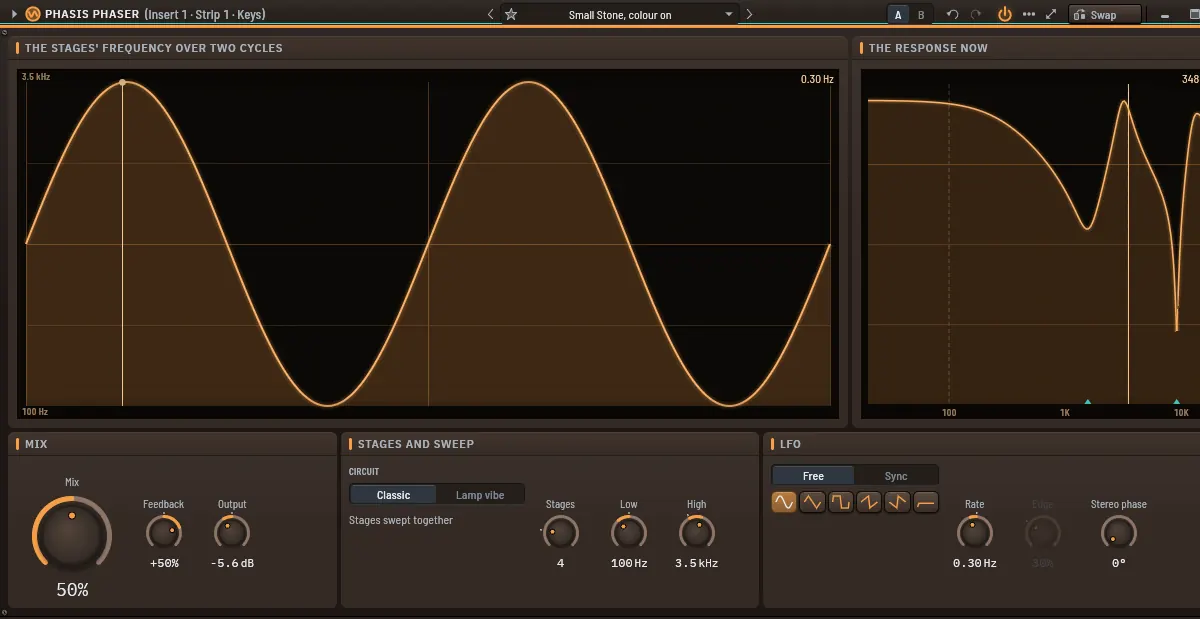 PHASIS PHASER (Insert 1 · Strip 1 · Keys)
Small Stone, colour on
A B
Swap
THE STAGES' FREQUENCY OVER TWO CYCLES
3.5 kHz
0.30 Hz
100 Hz
THE RESPONSE NOW
348
100 1K 10K
MIX
Mix
50%
Feedback
+50%
Output
-5.6 dB
STAGES AND SWEEP
CIRCUIT
Classic Lamp vibe
Stages swept together
Stages
4
Low
100 Hz
High
3.5 kHz
LFO
Free Sync
Rate
0.30 Hz
Edge
30%
Stereo phase
0°